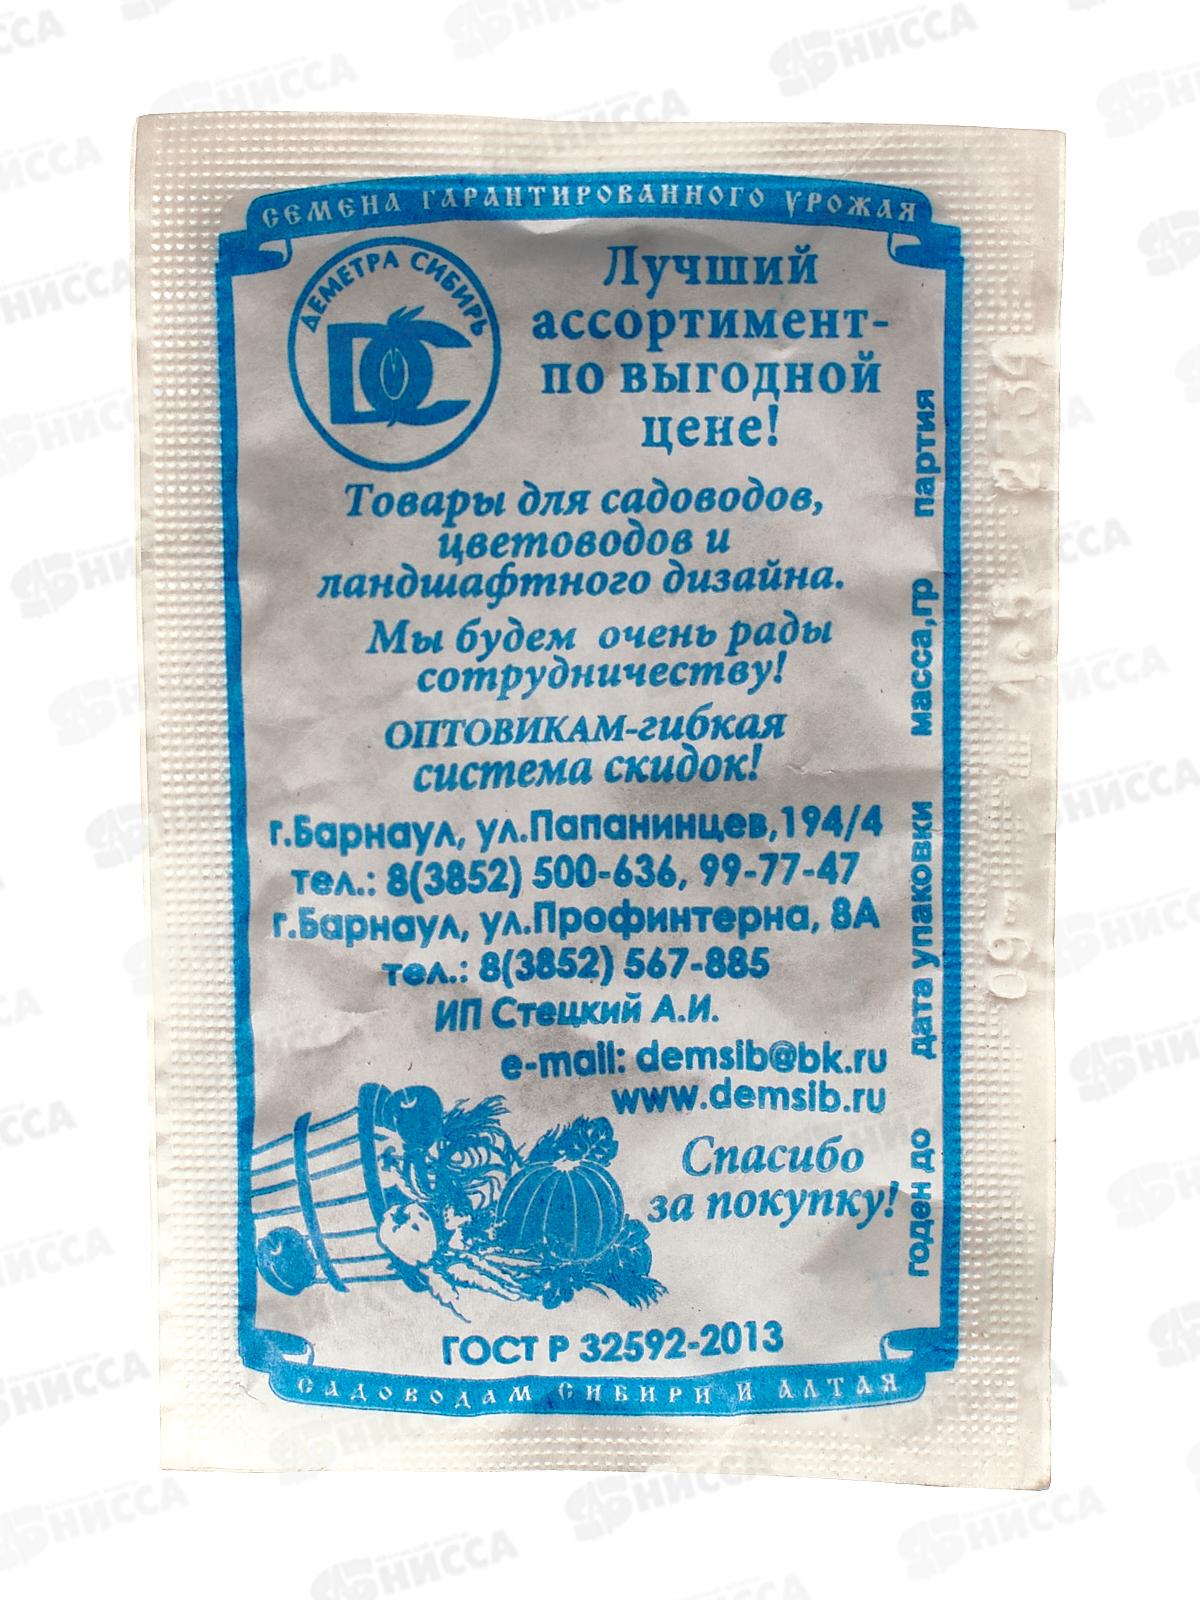 СЕМЕНА ГАРАНТИРОВАННОГО УРОЖАЯ
ДЕМЕТРА СИБИРЬ
DC
Лучший
ассортимент-
по выгодной
цене!
Товары для садоводов,
цветоводов и
ландшафтного дизайна.
Мы будем очень рады
сотрудничеству!
ОПТОВИКАМ-гибкая
система скидок!
г.Барнаул, ул.Папанинцев,194/4
тел.: 8(3852) 500-636, 99-77-47
г.Барнаул, ул.Профинтерна, 8А
тел.: 8(3852) 567-885
ИП Стецкий А.И.
e-mail: demsib@bk.ru
www.demsib.ru
Спасибо
за покупку!
ГОСТ Р 32592-2013
САДОВОДАМ СИБИРИ И АЛТАЯ
годен до дата упаковки масса,гр партия
НИССА